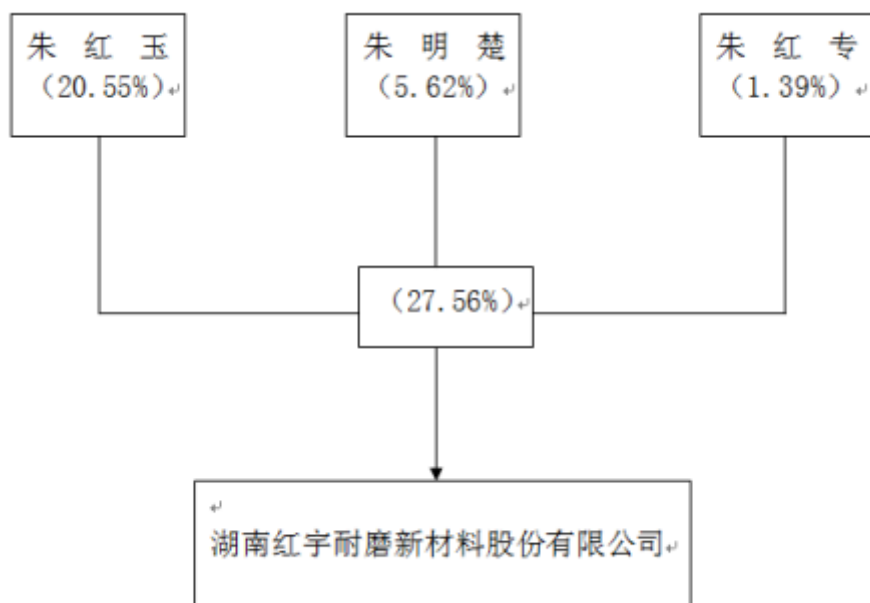 朱 红 玉
（20.55%）
朱 明 楚
（5.62%）
朱 红 专
（1.39%）
（27.56%）
湖南红宇耐磨新材料股份有限公司